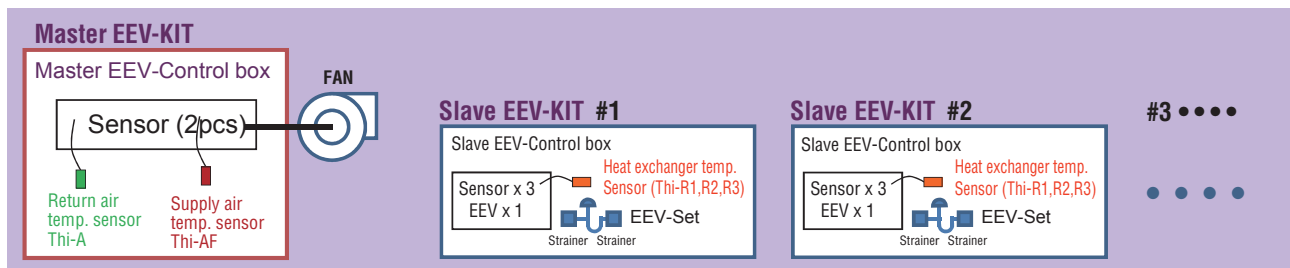 Master EEV-KIT
Master EEV-Control box
Sensor (2pcs)
Return air
temp. sensor
Thi-A
Supply air
temp. sensor
Thi-AF
FAN
Slave EEV-KIT #1
Slave EEV-Control box
Heat exchanger temp.
Sensor (Thi-R1,R2,R3)
Sensor x 3
EEV x 1
EEV-Set
Strainer Strainer
Slave EEV-KIT #2
Slave EEV-Control box
Heat exchanger temp.
Sensor (Thi-R1,R2,R3)
Sensor x 3
EEV x 1
EEV-Set
Strainer Strainer
#3 ••••